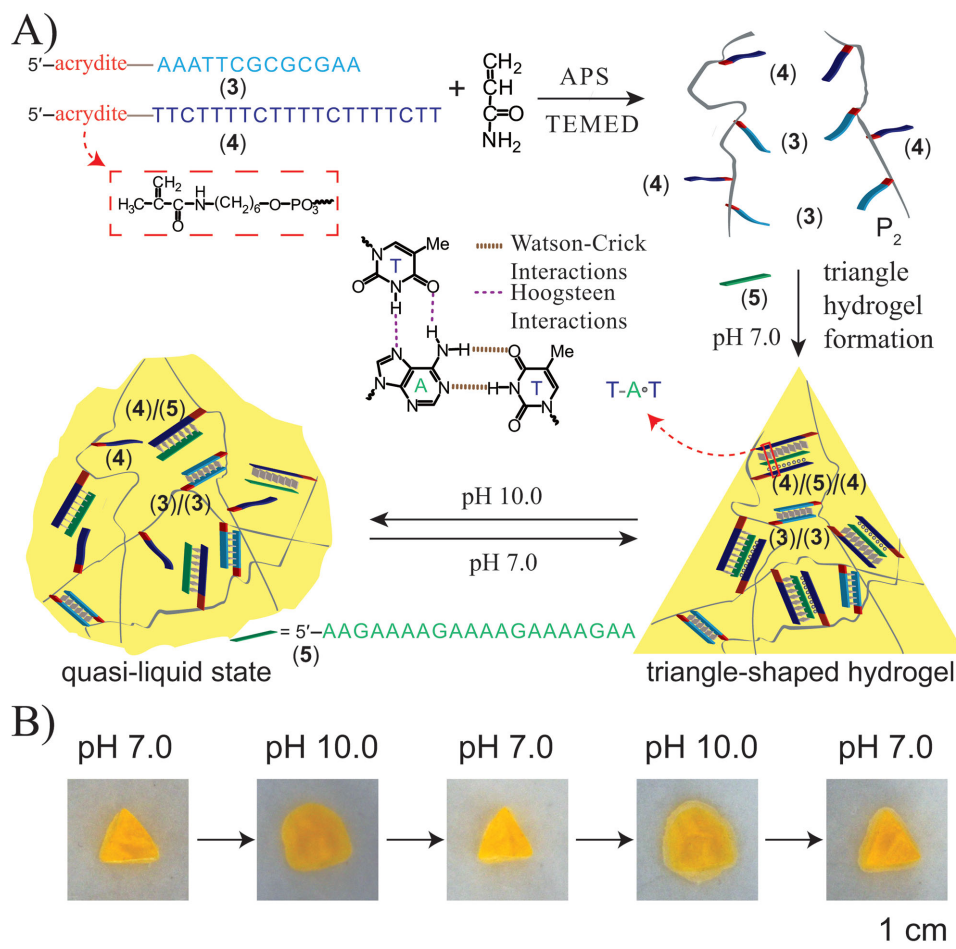 A)
5′–acrydite—AAATTCGCGCGAA
(3)
5′–acrydite—TTCTTTTCTTTTCTTTTCTT
(4)
+
CH2
CH
O
NH2
APS
TEMED
(4)
(3)
(4)
(4)
(3)
P2
CH2
H3C
O
H
N
(CH2)6
O
PO3
Me
N
T
O
N
O
H
Watson-Crick
Interactions
Hoogsteen
Interactions
(5)
pH 7.0
triangle
hydrogel
formation
H
N
H
N
N
A
N
N
O
Me
H
N
T
O
N
T-A•T
(4)/(5)
(4)
(3)/(3)
pH 10.0
pH 7.0
(4)/(5)/(4)
(3)/(3)
= 5′–AAGAAAAGAAAAGAAAAGAA
(5)
quasi-liquid state
triangle-shaped hydrogel
B)
pH 7.0
pH 10.0
pH 7.0
pH 10.0
pH 7.0
1 cm